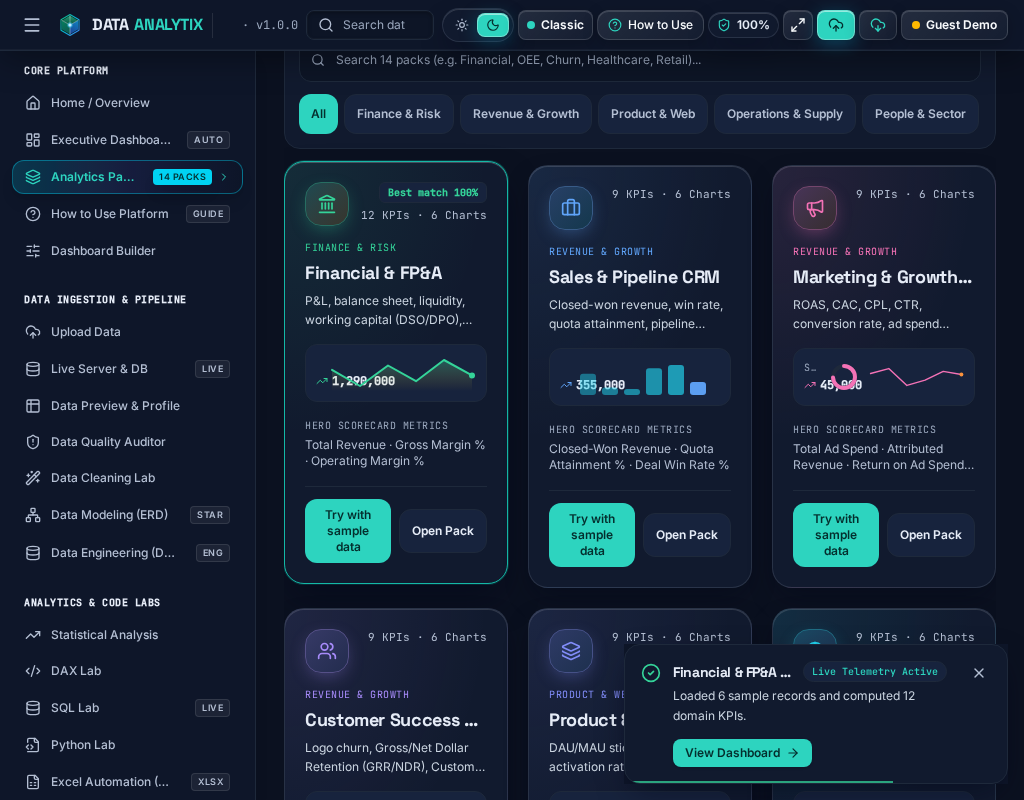 DATA ANALYTIX
· v1.0.0
Search dat
Classic
How to Use
100%
Guest Demo
CORE PLATFORM
Home / Overview
Executive Dashboa...
AUTO
Analytics Pa...
14 PACKS
How to Use Platform
GUIDE
Dashboard Builder
DATA INGESTION & PIPELINE
Upload Data
Live Server & DB
LIVE
Data Preview & Profile
Data Quality Auditor
Data Cleaning Lab
Data Modeling (ERD)
STAR
Data Engineering (D...
ENG
ANALYTICS & CODE LABS
Statistical Analysis
DAX Lab
SQL Lab
LIVE
Python Lab
Excel Automation (...
XLSX
Search 14 packs (e.g. Financial, OEE, Churn, Healthcare, Retail)...
All
Finance & Risk
Revenue & Growth
Product & Web
Operations & Supply
People & Sector
Best match 100%
12 KPIs · 6 Charts
FINANCE & RISK
Financial & FP&A
P&L, balance sheet, liquidity,
working capital (DSO/DPO),...
1,290,000
HERO SCORECARD METRICS
Total Revenue · Gross Margin %
· Operating Margin %
Try with
sample
data
Open Pack
9 KPIs · 6 Charts
REVENUE & GROWTH
Sales & Pipeline CRM
Closed-won revenue, win rate,
quota attainment, pipeline...
355,000
HERO SCORECARD METRICS
Closed-Won Revenue · Quota
Attainment % · Deal Win Rate %
Try with
sample
data
Open Pack
9 KPIs · 6 Charts
REVENUE & GROWTH
Marketing & Growth...
ROAS, CAC, CPL, CTR,
conversion rate, ad spend...
S...
HERO SCORECARD METRICS
Total Ad Spend · Attributed
Revenue · Return on Ad Spend...
Try with
sample
data
Open Pack
9 KPIs · 6 Charts
REVENUE & GROWTH
Customer Success ...
Logo churn, Gross/Net Dollar
Retention (GRR/NDR), Custom...
9 KPIs · 6 Charts
PRODUCT & WE
Product
DAU/MAU
activation
9 KPIs · 6 Charts
Financial & FP&A ...
Live Telemetry Active
Loaded 6 sample records and computed 12
domain KPIs.
View Dashboard